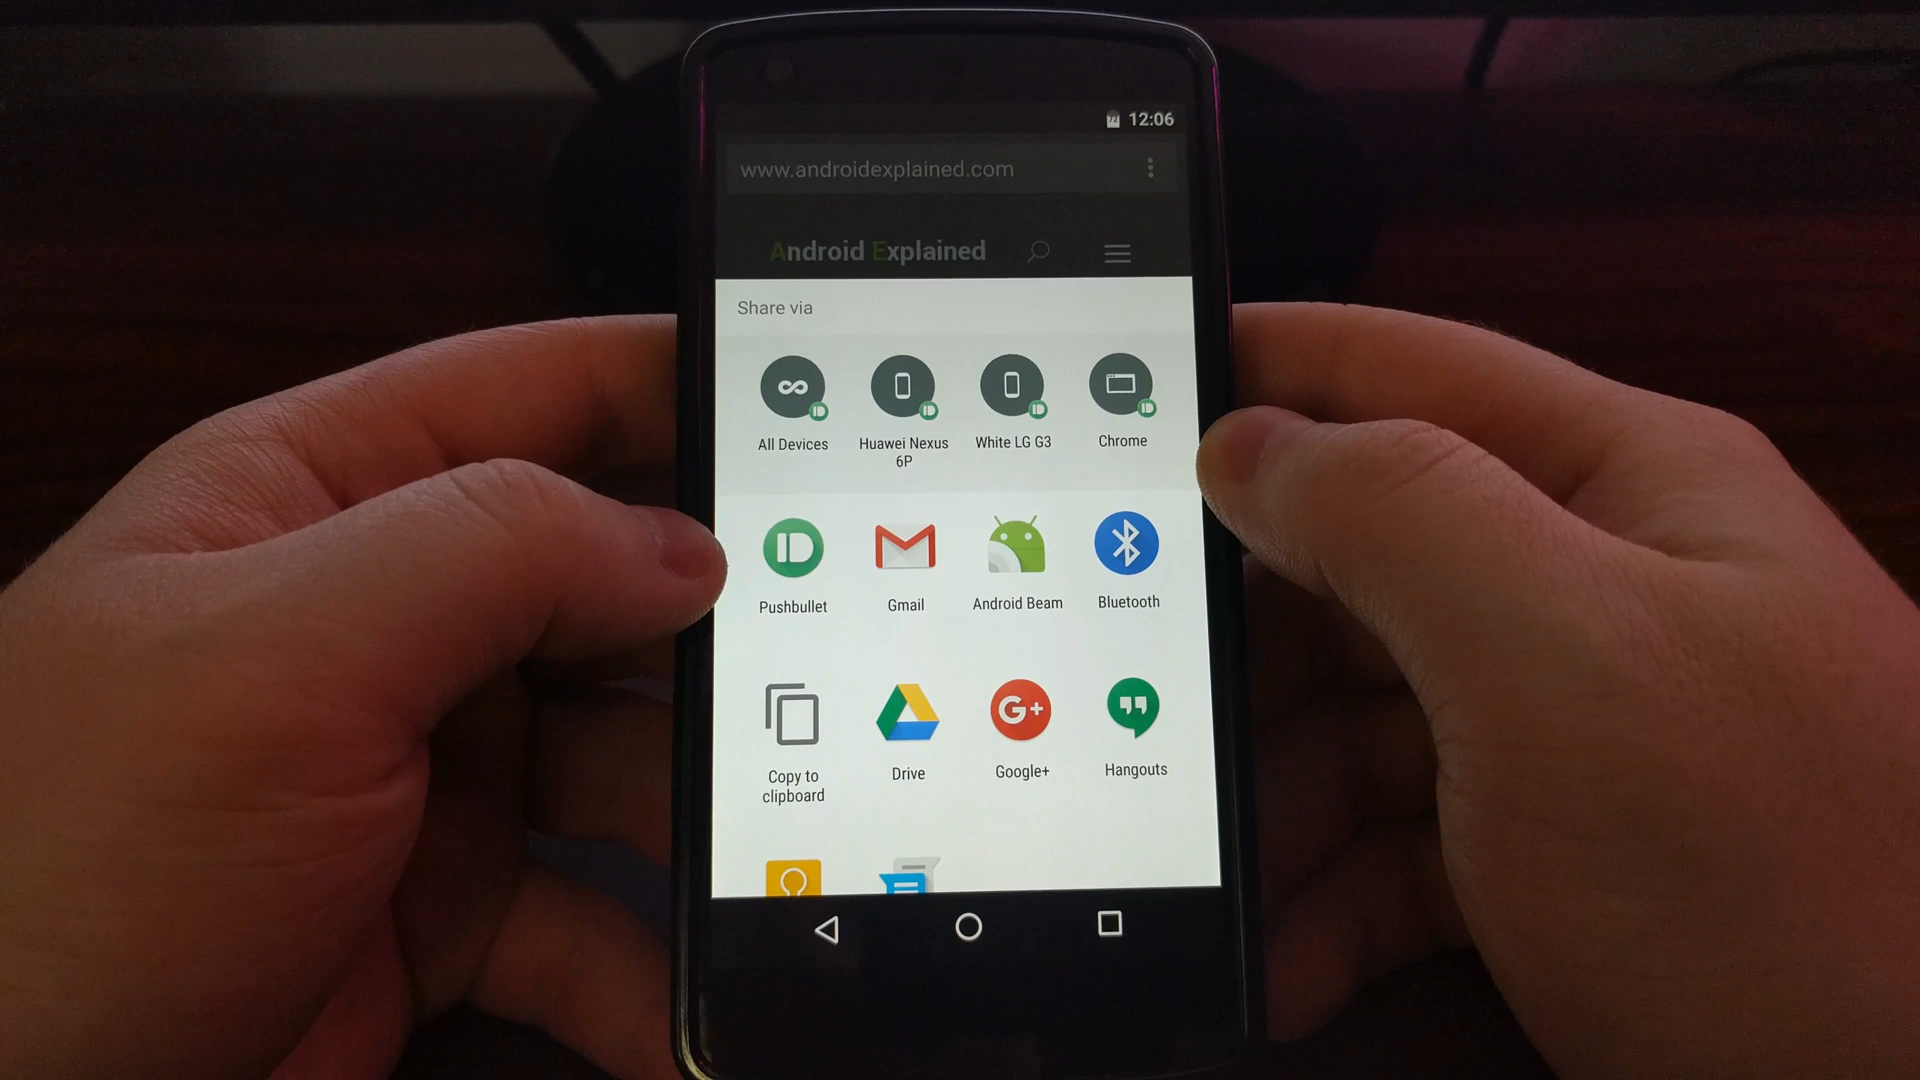 12:06
www.androidexplained.com
Android Explained
Share via
All Devices
Huawei Nexus
6P
White LG G3
Chrome
Pushbullet
Gmail
Android Beam
Bluetooth
G+
Copy to
clipboard
Drive
Google+
Hangouts